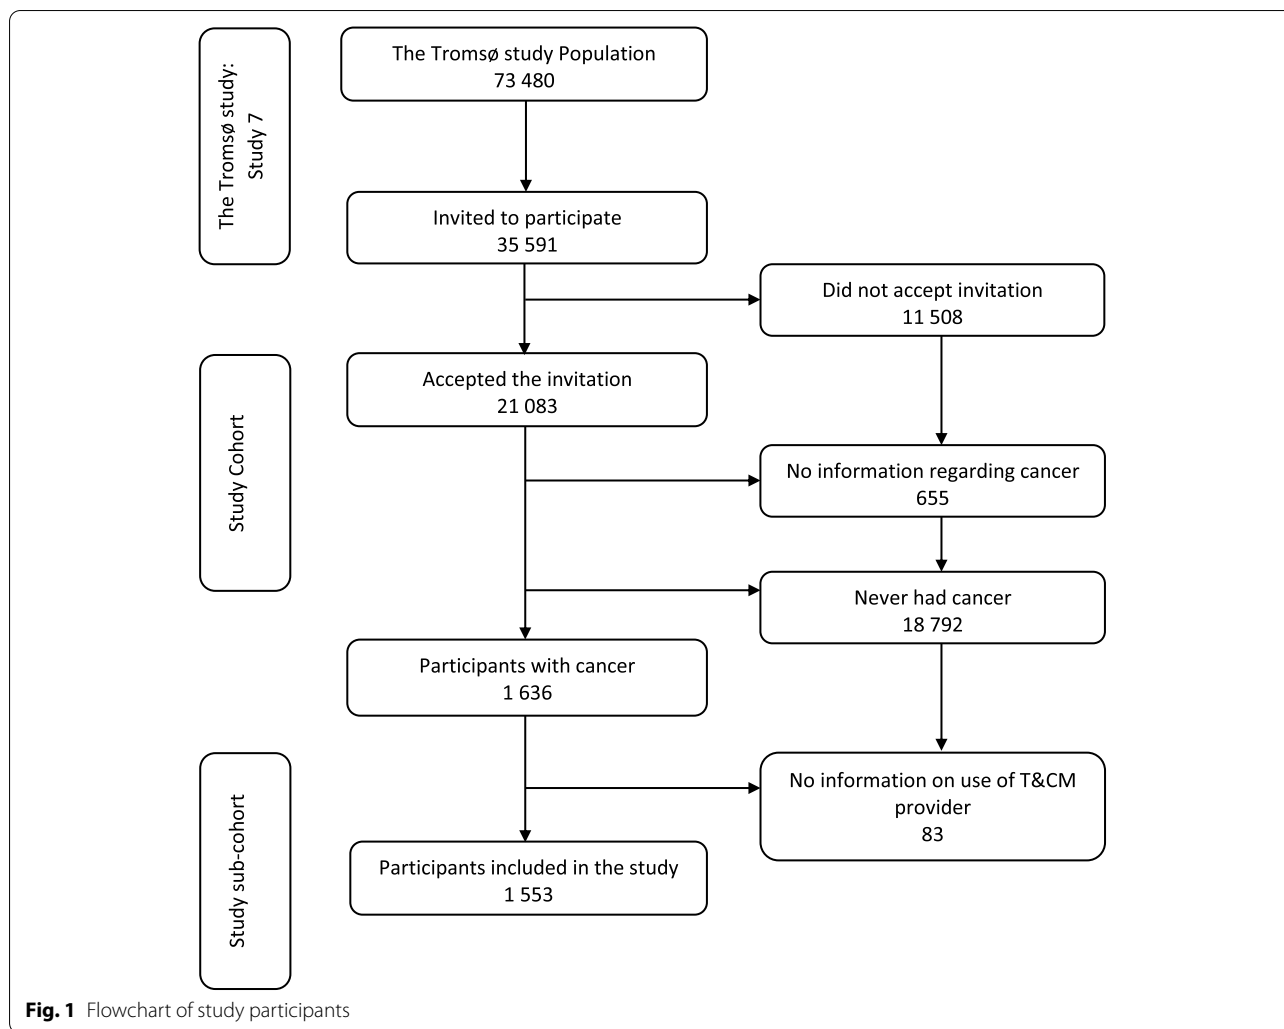 The Tromsø study:
Study 7
The Tromsø study Population
73 480
Invited to participate
35 591
Did not accept invitation
11 508
Study Cohort
Accepted the invitation
21 083
No information regarding cancer
655
Never had cancer
18 792
Participants with cancer
1 636
Study sub-cohort
No information on use of T&CM
provider
83
Participants included in the study
1 553
Fig. 1 Flowchart of study participants